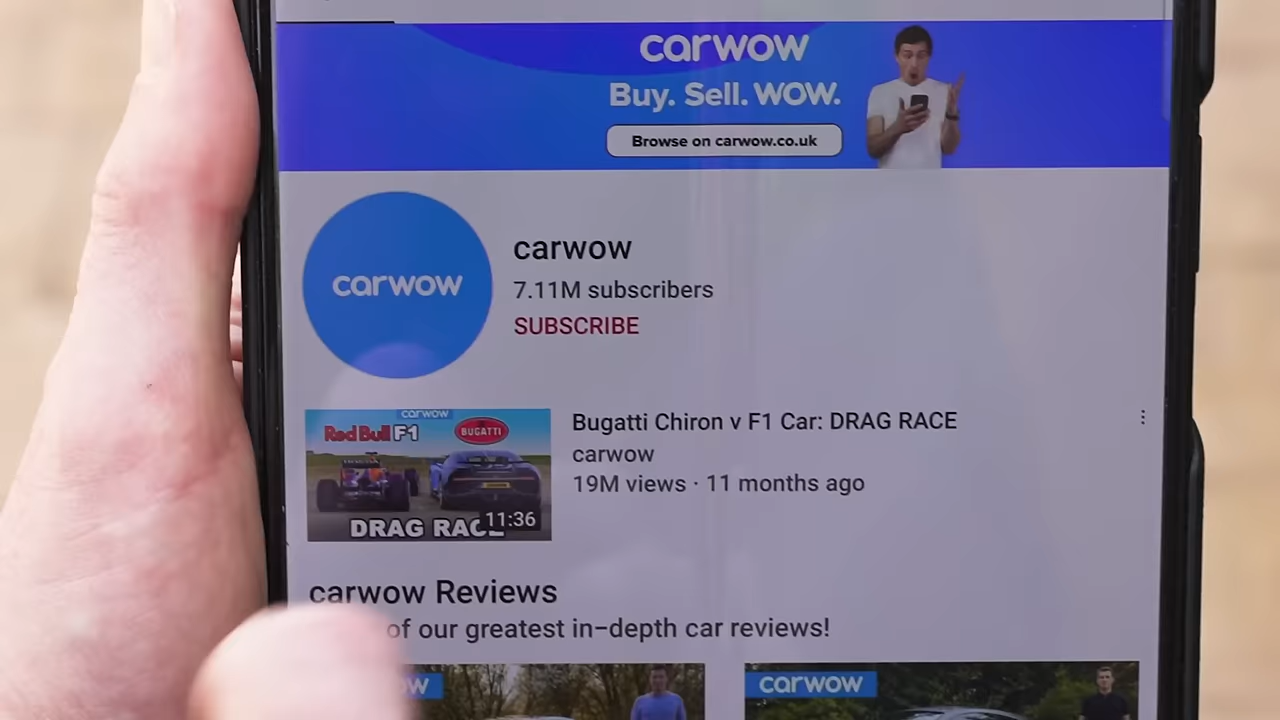 carwow
Buy. Sell. WOW.
Browse on carwow.co.uk
carwow
carwow
7.11M subscribers
SUBSCRIBE
carwow
Red Bull F1
BUGATTI
DRAG RACE
11:36
Bugatti Chiron v F1 Car: DRAG RACE
carwow
19M views · 11 months ago
carwow Reviews
of our greatest in-depth car reviews!
carwow